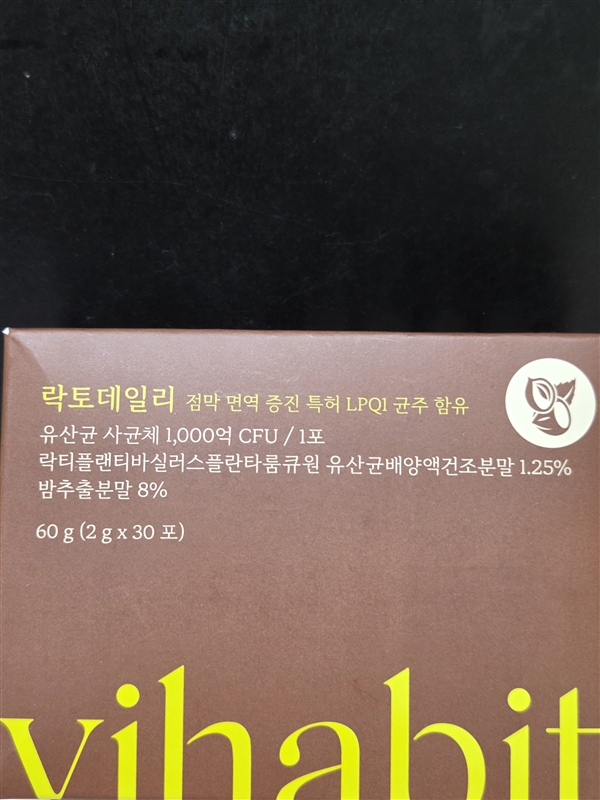 락토데일리 점막 면역 증진 특허 LPQ1 균주 함유
유산균 사균체 1,000억 CFU / 1포
락티플랜티바실러스플란타룸큐원 유산균배양액건조분말 1.25%
밤추출분말 8%
60 g (2 g x 30 포)
vihabit